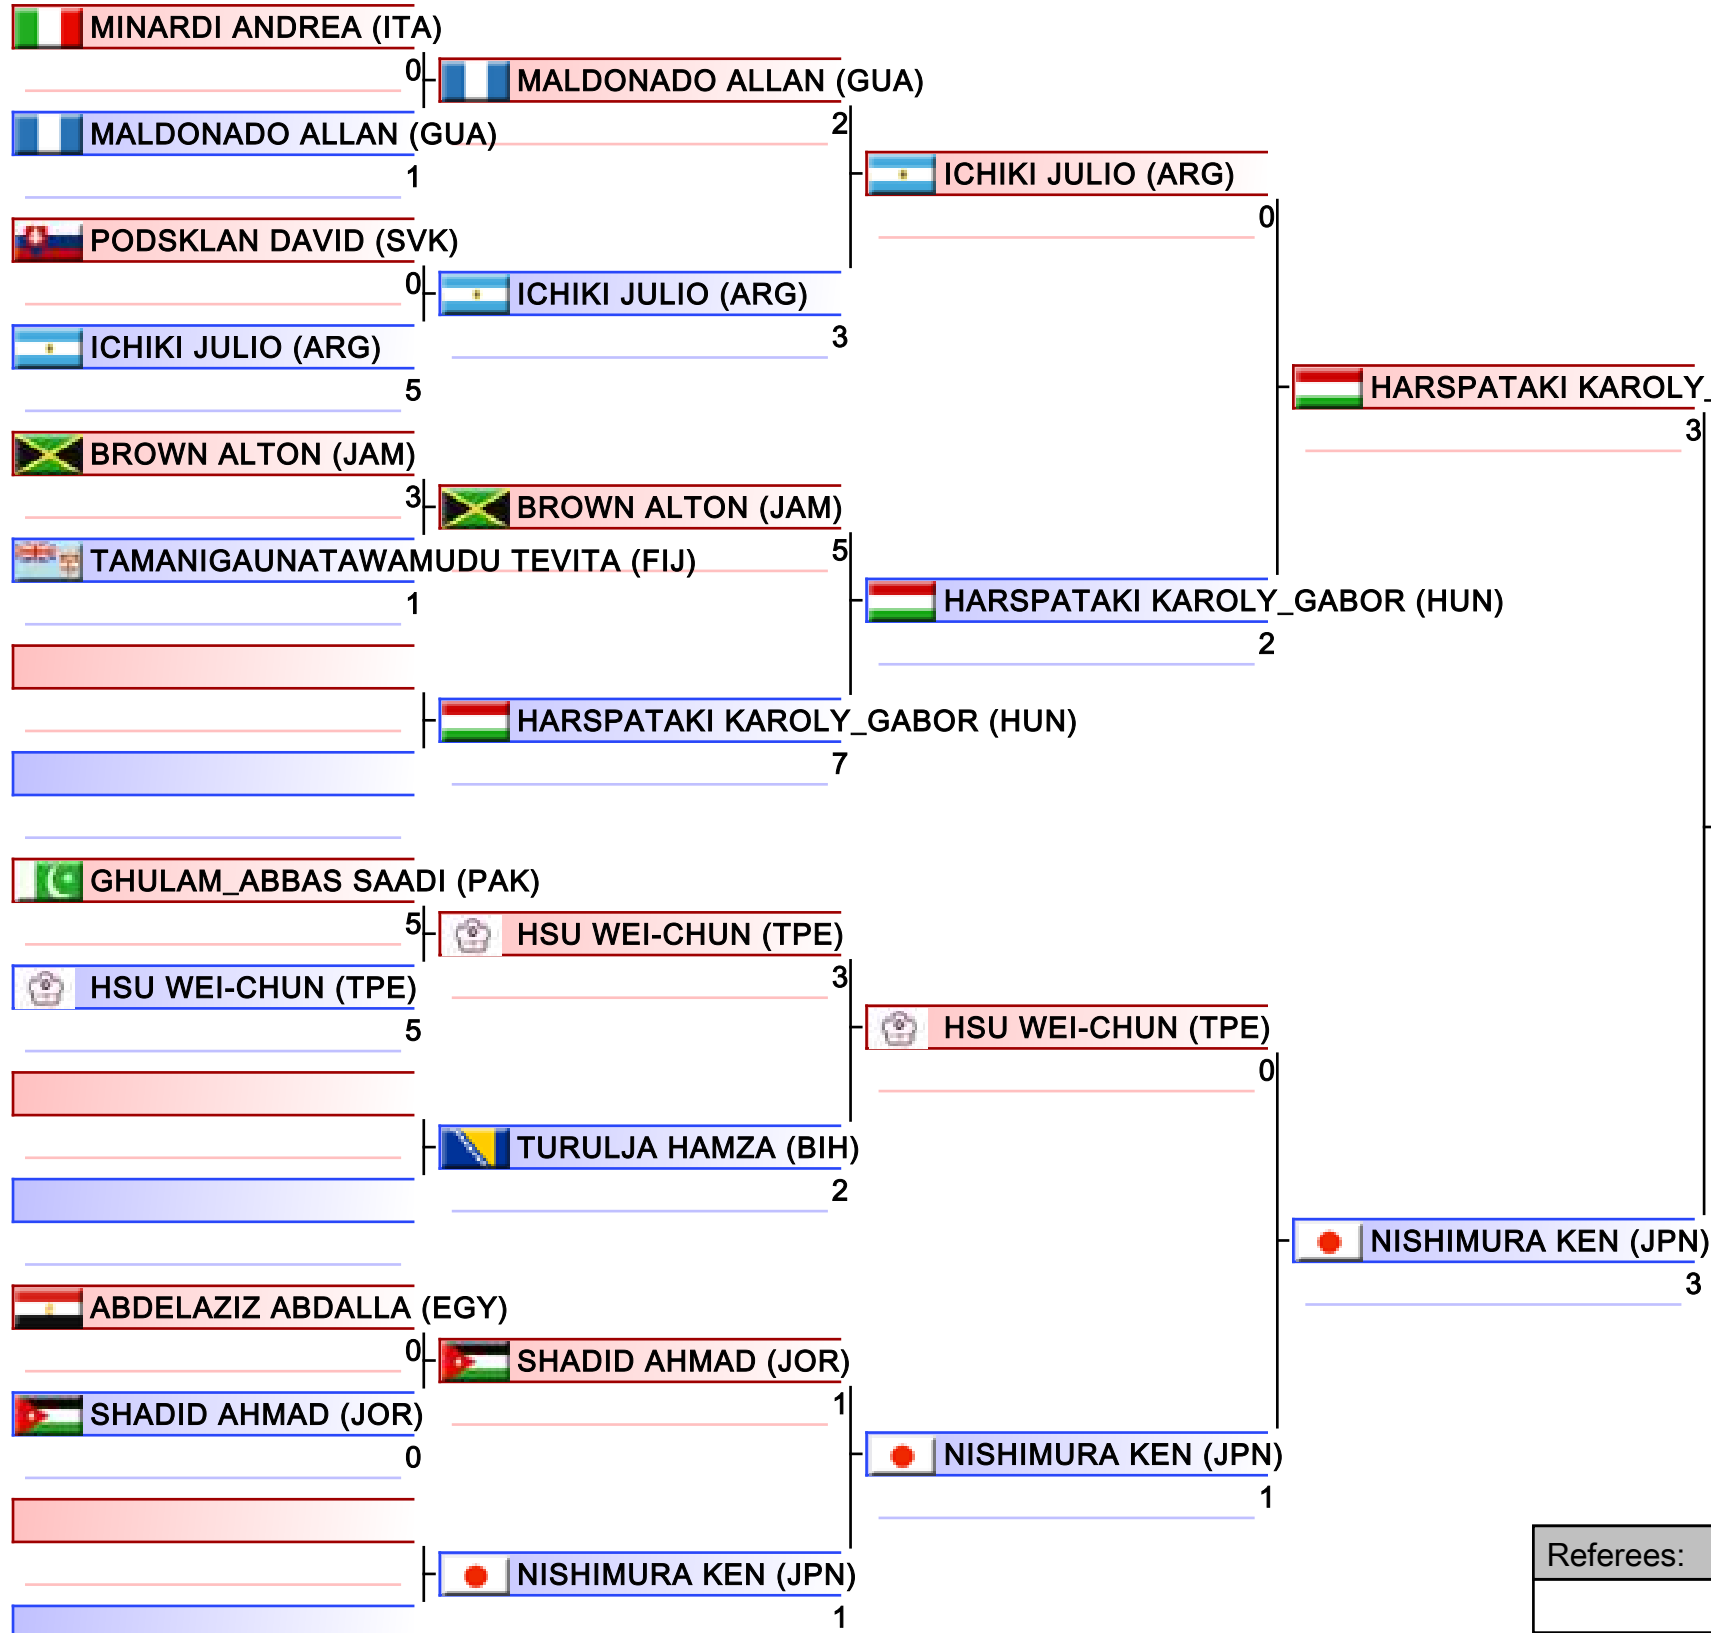 MINARDI ANDREA (ITA)
0
MALDONADO ALLAN (GUA)
MALDONADO ALLAN (GUA)
2
1
ICHIKI JULIO (ARG)
0
PODSKLAN DAVID (SVK)
0
ICHIKI JULIO (ARG)
3
ICHIKI JULIO (ARG)
5
HARSPATAKI KAROLY_
3
BROWN ALTON (JAM)
3
BROWN ALTON (JAM)
5
TAMANIGAUNATAWAMUDU TEVITA (FIJ)
1
HARSPATAKI KAROLY_GABOR (HUN)
2
HARSPATAKI KAROLY_GABOR (HUN)
7
GHULAM_ABBAS SAADI (PAK)
5
HSU WEI-CHUN (TPE)
3
HSU WEI-CHUN (TPE)
5
HSU WEI-CHUN (TPE)
0
TURULJA HAMZA (BIH)
2
NISHIMURA KEN (JPN)
3
ABDELAZIZ ABDALLA (EGY)
0
SHADID AHMAD (JOR)
1
SHADID AHMAD (JOR)
0
NISHIMURA KEN (JPN)
1
NISHIMURA KEN (JPN)
1
Referees: